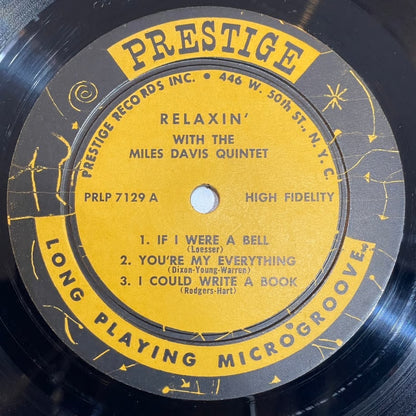 PRESTIGE
PRESTIGE RECORDS INC. • 446 W. 50th ST., N.Y.C.
RELAXIN'
WITH THE
MILES DAVIS QUINTET
PRLP 7129 A
HIGH FIDELITY
1. IF I WERE A BELL
(Loesser)
2. YOU'RE MY EVERYTHING
(Dixon-Young-Warren)
3. I COULD WRITE A BOOK
(Rodgers-Hart)
LONG PLAYING MICROGROOVE